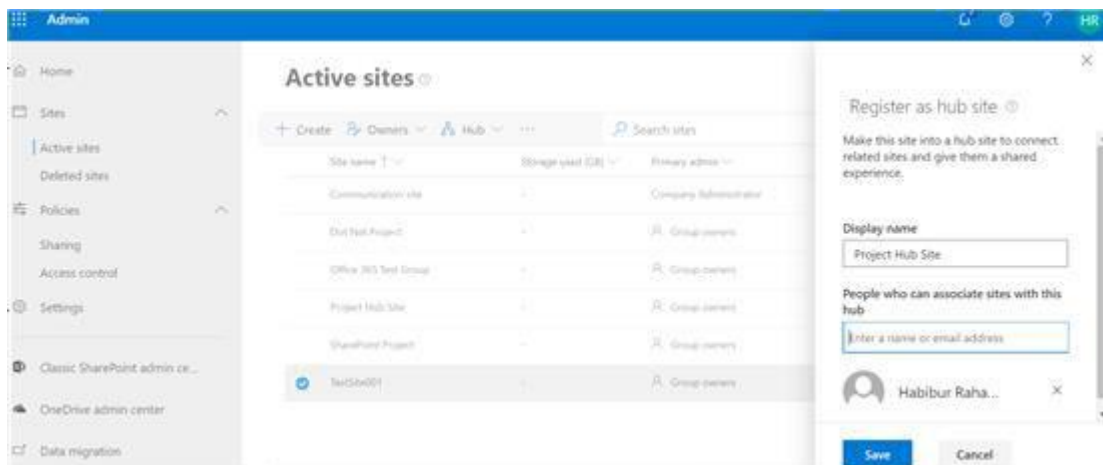 Admin
HR
Home
Sites
Active sites
Deleted sites
Policies
Sharing
Access control
Settings
Classic SharePoint admin ce...
OneDrive admin center
Data migration
Active sites
+ Create Owners Hub ... Search sites
Site name ↑ Storage used (GB) Primary admin
Communication site - Company Administrator
Dot Net Project - Group owners
Office 365 Test Group - Group owners
Project Hub Site - Group owners
SharePoint Project - Group owners
TestSite001 - Group owners
Register as hub site
Make this site into a hub site to connect
related sites and give them a shared
experience.
Display name
Project Hub Site
People who can associate sites with this
hub
Enter a name or email address
Habibur Raha...
Save Cancel